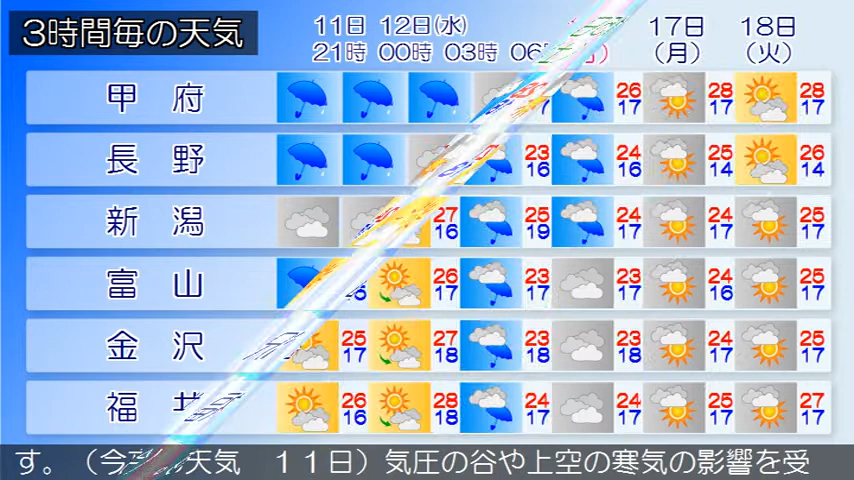 3時間毎の天気
11日 12日(水) 17日 18日
21時 00時 03時 (月) (火)
甲府 26 28 28
17 17 17
長野 23 24 25 26
16 16 14 14
新潟 27 25 24 24 25
16 19 17 17 17
富山 26 23 23 24 25
17 17 17 16 17
金沢 25 27 23 23 24 25
17 18 18 18 17 17
福井 26 28 24 24 25 27
16 18 17 17 17 17
す。（今夜の天気　１１日）気圧の谷や上空の寒気の影響を受